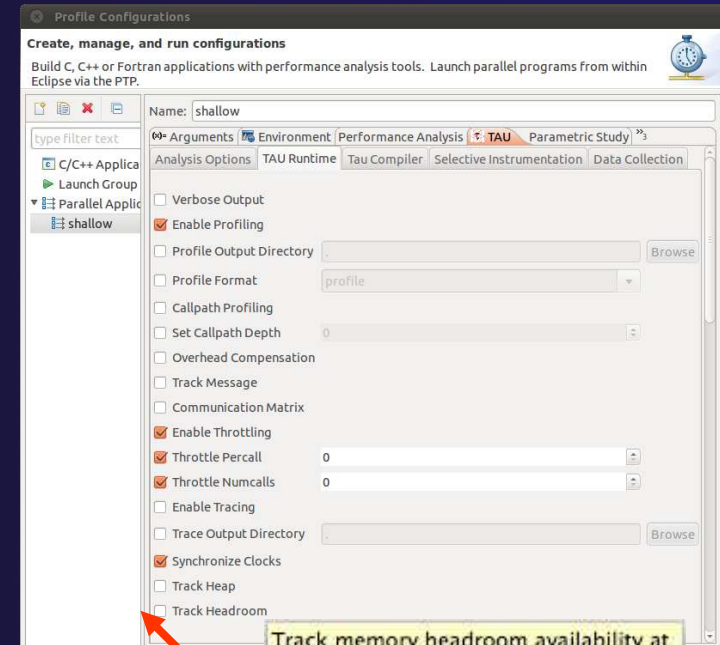 Profile Configurations
Create, manage, and run configurations
Build C, C++ or Fortran applications with performance analysis tools. Launch parallel programs from within
Eclipse via the PTP.
Name: shallow
type filter text
C/C++ Applica
Launch Group
Parallel Applic
shallow
(x)= Arguments Environment Performance Analysis TAU Parametric Study »3
Analysis Options TAU Runtime Tau Compiler Selective Instrumentation Data Collection
Verbose Output
Enable Profiling
Profile Output Directory . Browse
Profile Format profile
Callpath Profiling
Set Callpath Depth 0
Overhead Compensation
Track Message
Communication Matrix
Enable Throttling
Throttle Percall 0
Throttle Numcalls 0
Enable Tracing
Trace Output Directory . Browse
Synchronize Clocks
Track Heap
Track Headroom
Track memory headroom availability at